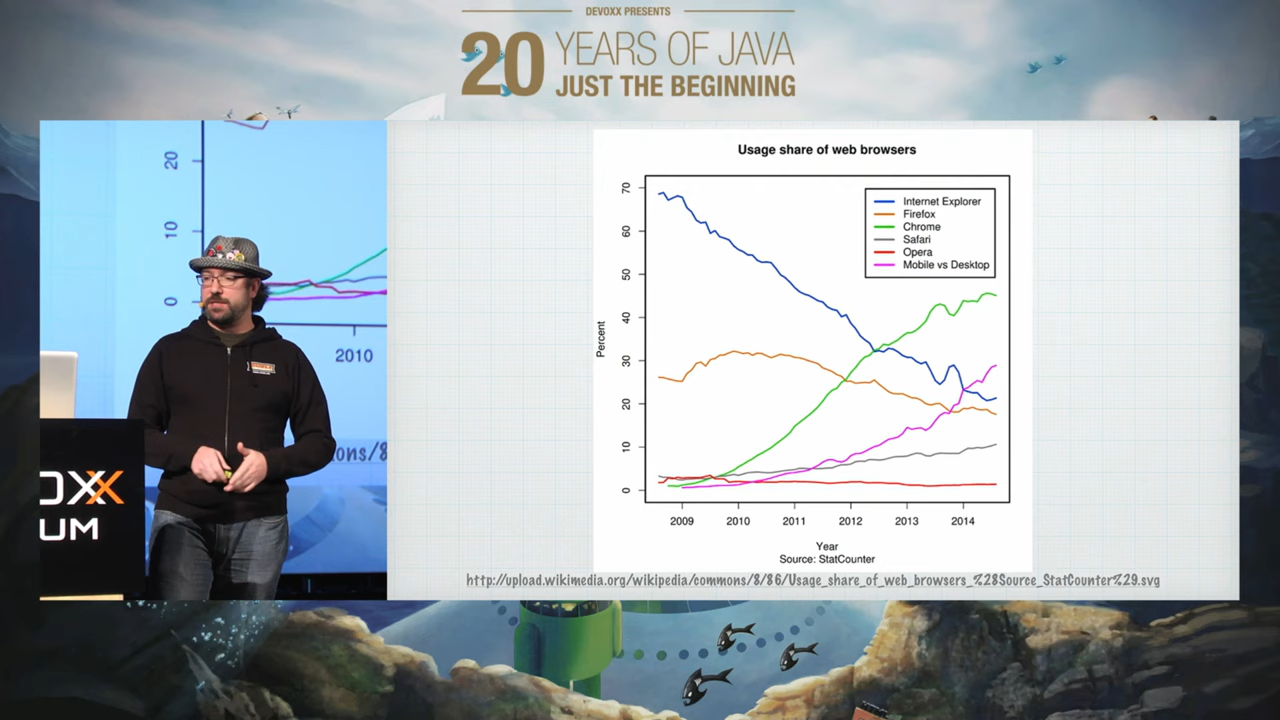 DEVOXX PRESENTS
20 YEARS OF JAVA
JUST THE BEGINNING
20
10
0
2010
ons/8
OXX
UM
Usage share of web browsers
70
60
50
40
30
20
10
0
Percent
Internet Explorer
Firefox
Chrome
Safari
Opera
Mobile vs Desktop
2009 2010 2011 2012 2013 2014
Year
Source: StatCounter
http://upload.wikimedia.org/wikipedia/commons/8/86/Usage_share_of_web_browsers_%28Source_StatCounter%29.svg